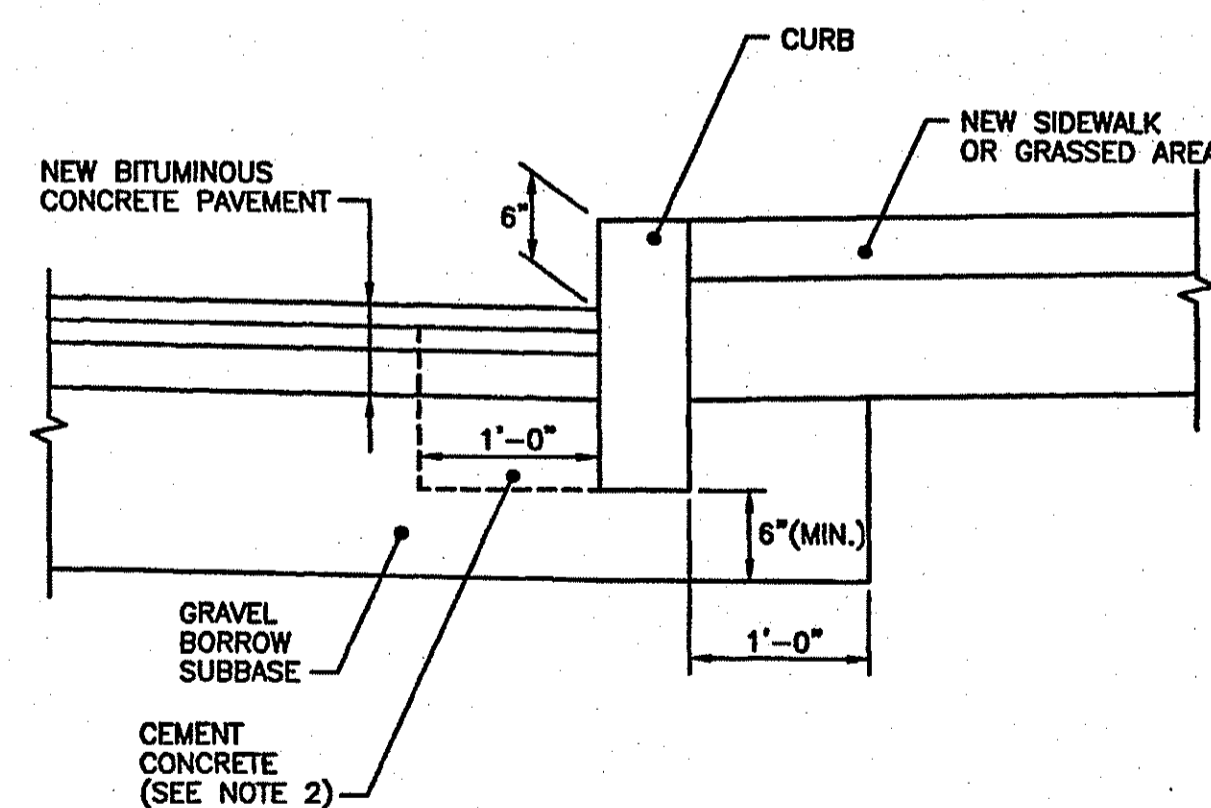 CURB
NEW SIDEWALK
OR GRASSED AREA
NEW BITUMINOUS
CONCRETE PAVEMENT
6"
1'-0"
6"(MIN.)
1'-0"
GRAVEL
BORROW
SUBBASE
CEMENT
CONCRETE
(SEE NOTE 2)